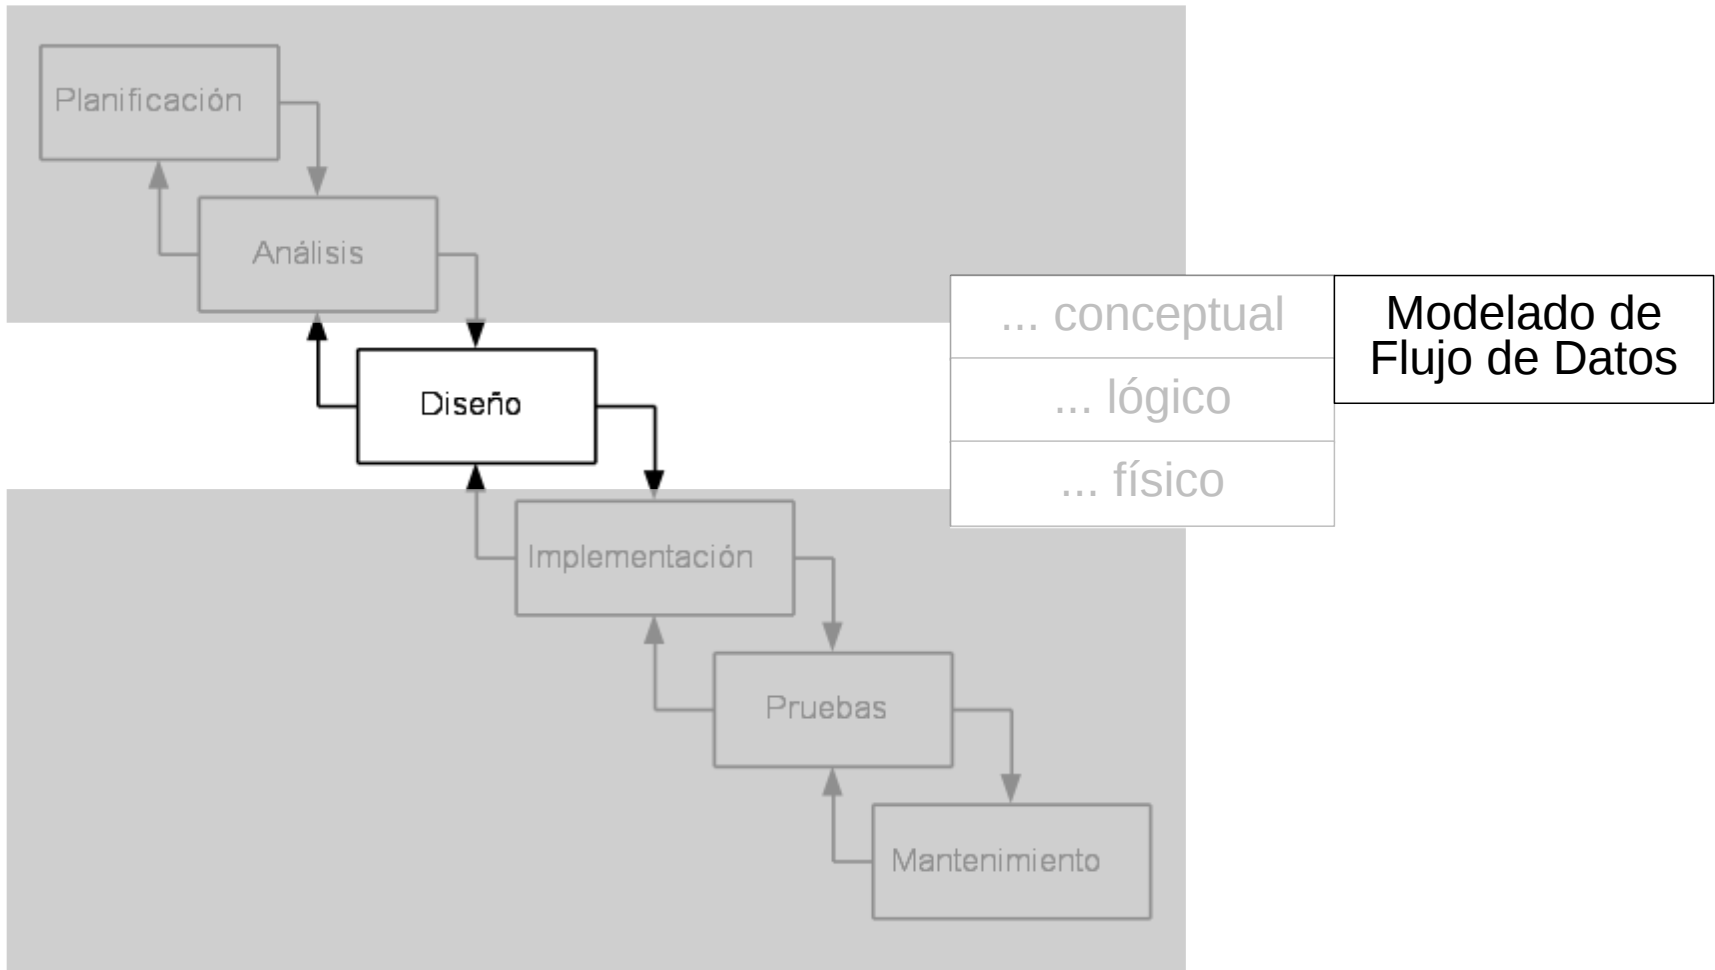 Planificación
Análisis
... conceptual
Modelado de
Flujo de Datos
... lógico
Diseño
... físico
Implementación
Pruebas
Mantenimiento